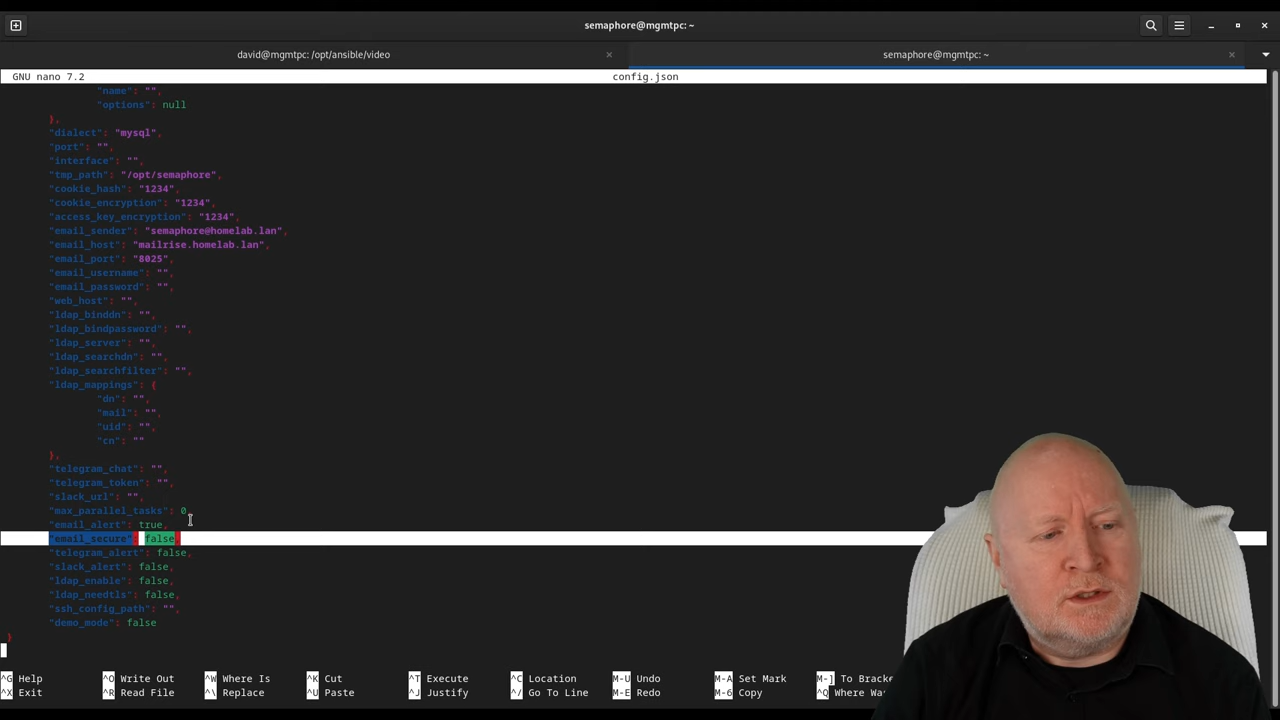 semaphore@mgmtpc: ~
david@mgmtpc: /opt/ansible/video
semaphore@mgmtpc: ~
GNU nano 7.2 config.json
"name": "",
"options": null
},
"dialect": "mysql",
"port": "",
"interface": "",
"tmp_path": "/opt/semaphore",
"cookie_hash": "1234",
"cookie_encryption": "1234",
"access_key_encryption": "1234",
"email_sender": "semaphore@homelab.lan",
"email_host": "mailrise.homelab.lan",
"email_port": "8025",
"email_username": "",
"email_password": "",
"web_host": "",
"ldap_binddn": "",
"ldap_bindpassword": "",
"ldap_server": "",
"ldap_searchdn": "",
"ldap_searchfilter": "",
"ldap_mappings": {
"dn": "",
"mail": "",
"uid": "",
"cn": ""
},
"telegram_chat": "",
"telegram_token": "",
"slack_url": "",
"max_parallel_tasks": 0,
"email_alert": true,
"email_secure": false,
"telegram_alert": false,
"slack_alert": false,
"ldap_enable": false,
"ldap_needtls": false,
"ssh_config_path": "",
"demo_mode": false
}
^G Help ^O Write Out ^W Where Is ^K Cut ^T Execute ^C Location M-U Undo M-A Set Mark M-] To Bracke
^X Exit ^R Read File ^\ Replace ^U Paste ^J Justify ^/ Go To Line M-E Redo M-6 Copy ^Q Where Wa